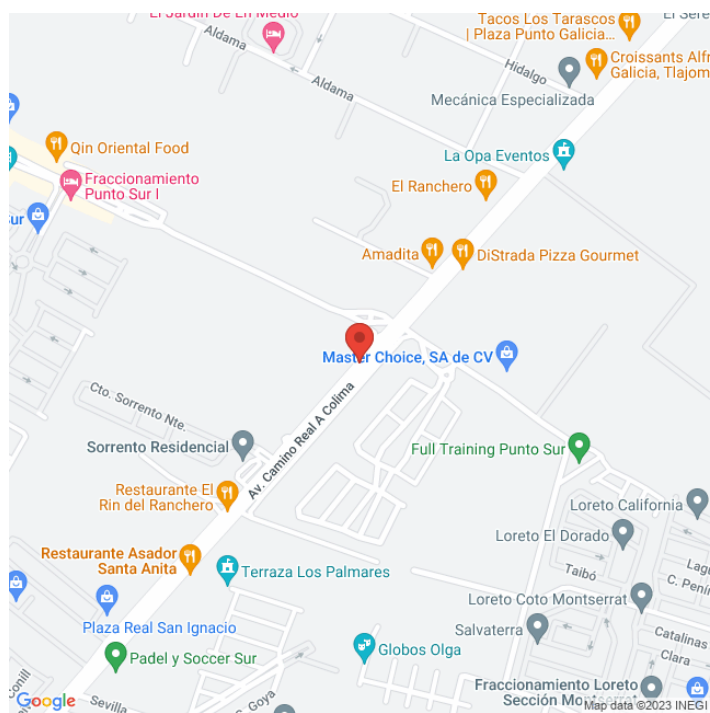 El Jardín De En Medio
Tacos Los Tarascos
| Plaza Punto Galicia...
Croissants Alf
Galicia, Tlajom
Aldama
Aldama
Hidalgo
Mecánica Especializada
Qin Oriental Food
La Opa Eventos
Fraccionamiento
Punto Sur I
El Ranchero
ur
Amadita
DiStrada Pizza Gourmet
Master Choice, SA de CV
Av. Camino Real A Colima
Cto. Sorrento Nte.
Sorrento Residencial
Full Training Punto Sur
Restaurante El
Rin del Ranchero
Loreto California
Loreto El Dorado
Restaurante Asador
Santa Anita
Terraza Los Palmares
Taibó
Lagu
C. Pení
Loreto Coto Montserrat
Plaza Real San Ignacio
Salvaterra
Catalinas
Clara
Globos Olga
Padel y Soccer Sur
Conill
Sevilla
C. Goya
Fraccionamiento Loreto
Sección Montserrat
Google
Map data ©2023 INEGI